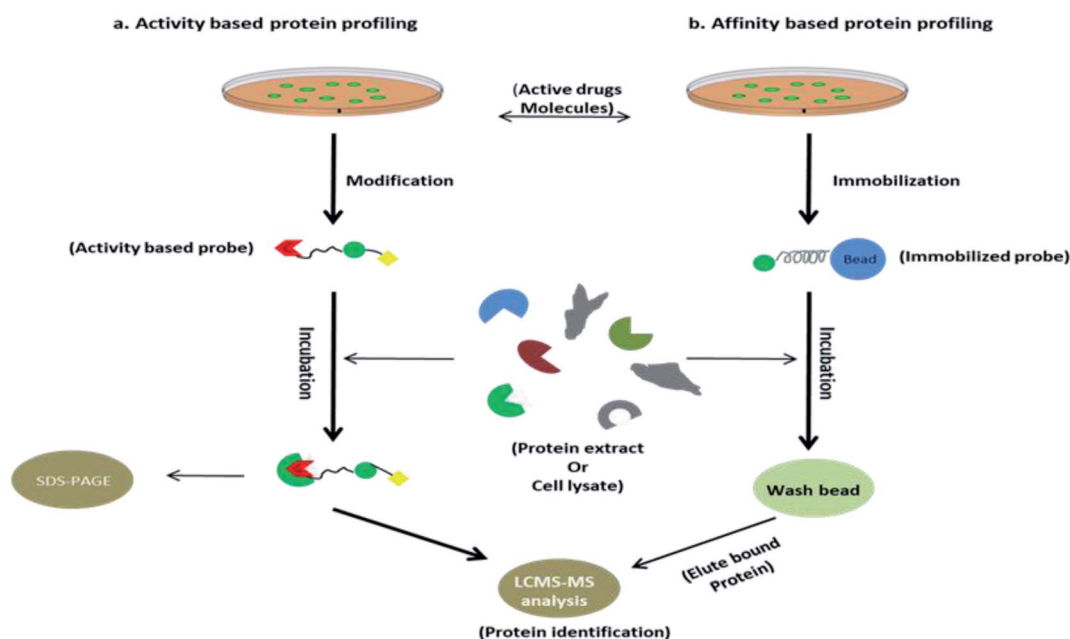 a. Activity based protein profiling
b. Affinity based protein profiling
(Active drugs
Molecules)
Modification
Immobilization
(Activity based probe)
Bead
(Immobilized probe)
Incubation
Incubation
(Protein extract
Or
Cell lysate)
SDS-PAGE
Wash bead
(Elute bound
Protein)
LCMS-MS
analysis
(Protein identification)